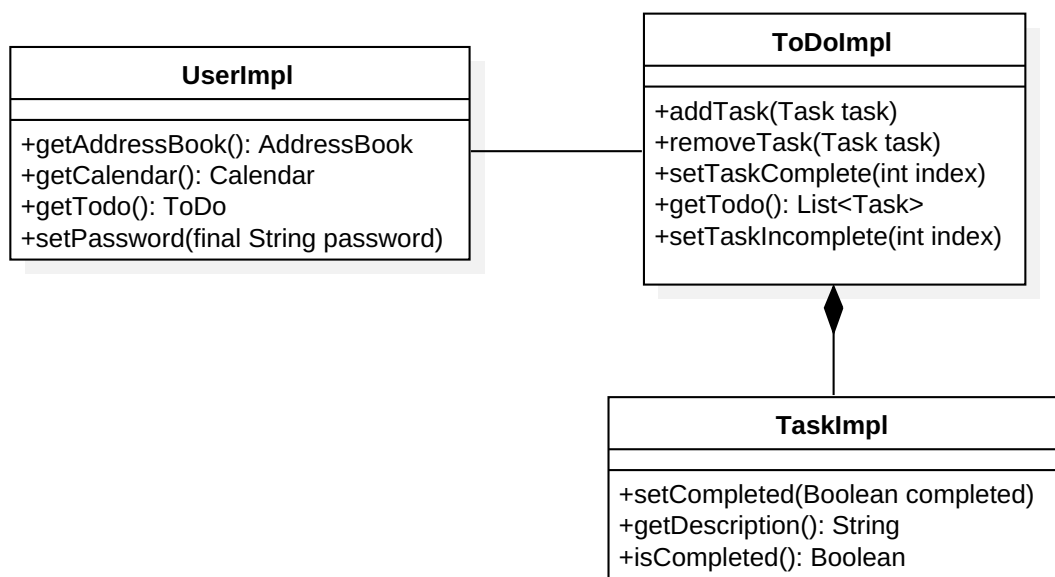 UserImpl
+getAddressBook(): AddressBook
+getCalendar(): Calendar
+getTodo(): ToDo
+setPassword(final String password)
ToDoImpl
+addTask(Task task)
+removeTask(Task task)
+setTaskComplete(int index)
+getTodo(): List<Task>
+setTaskIncomplete(int index)
TaskImpl
+setCompleted(Boolean completed)
+getDescription(): String
+isCompleted(): Boolean